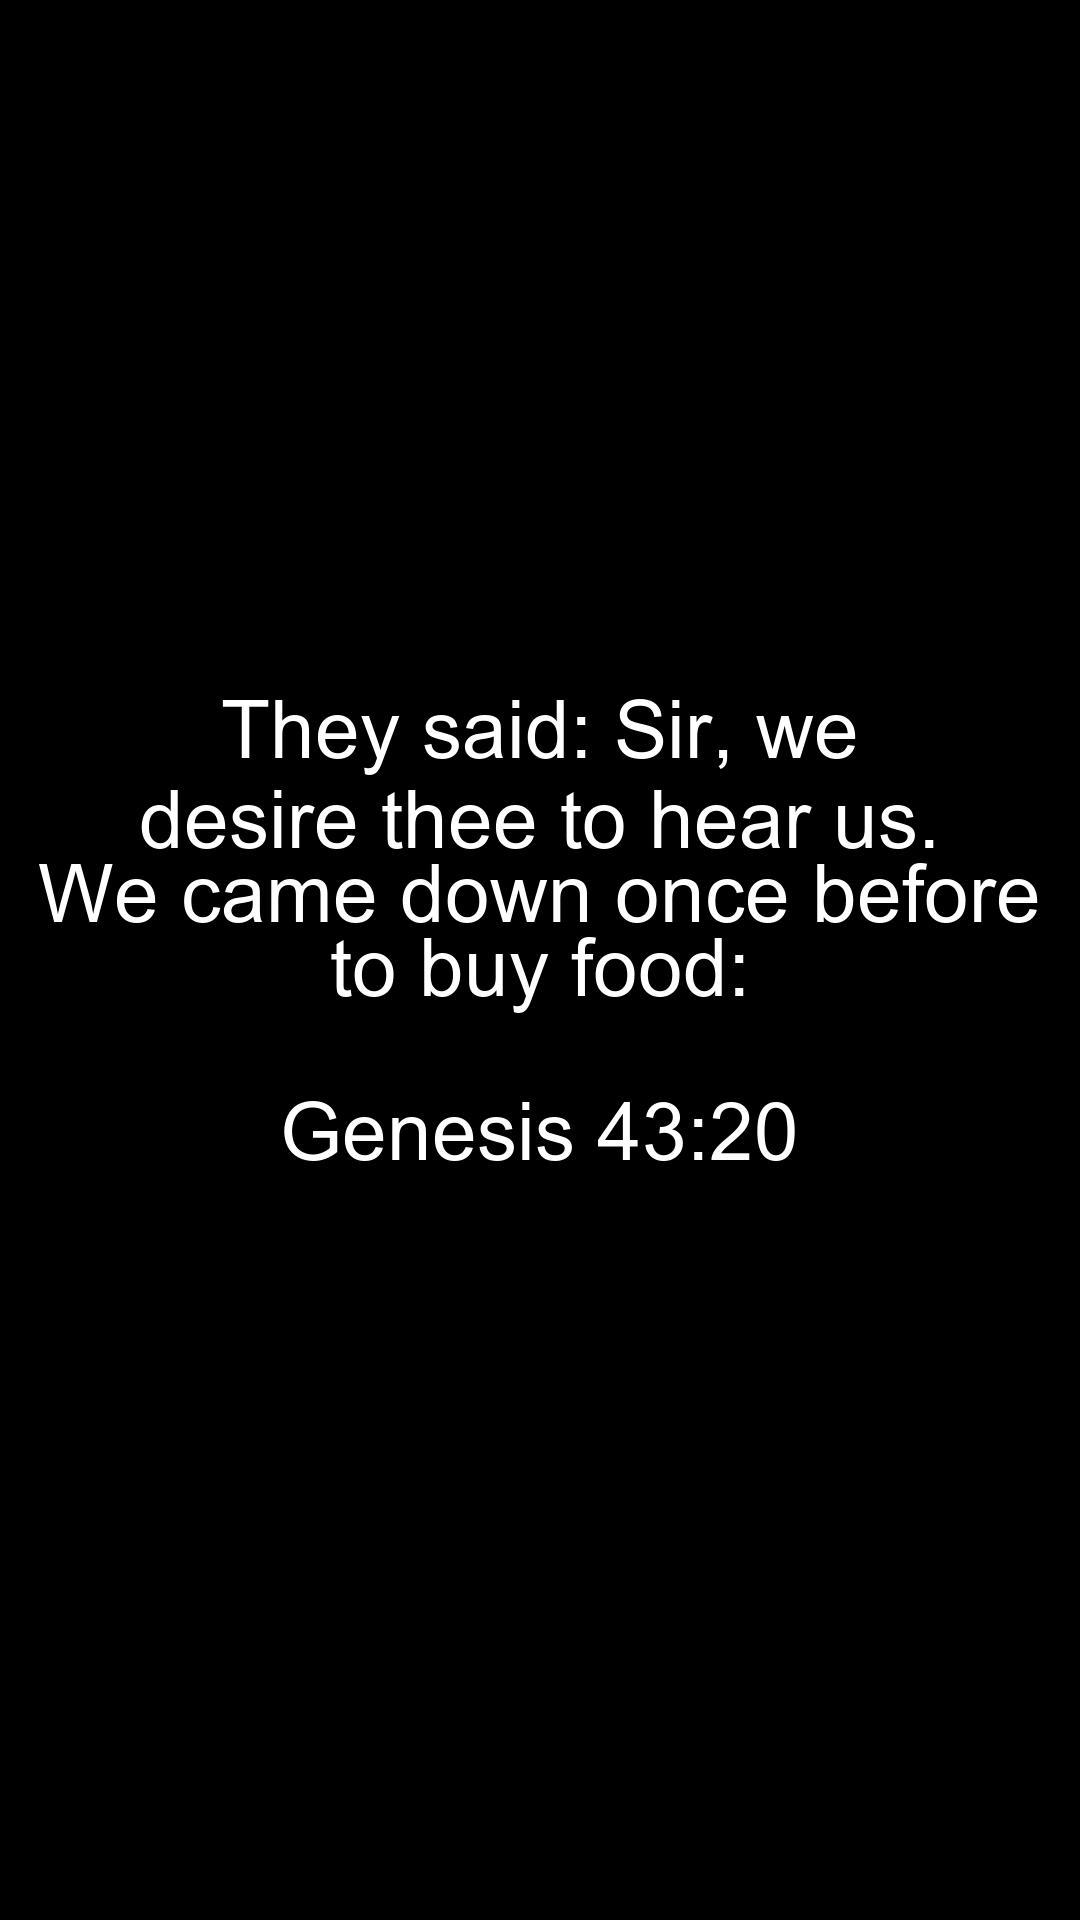 They said: Sir, we
desire thee to hear us.
We came down once before
to buy food:
Genesis 43:20